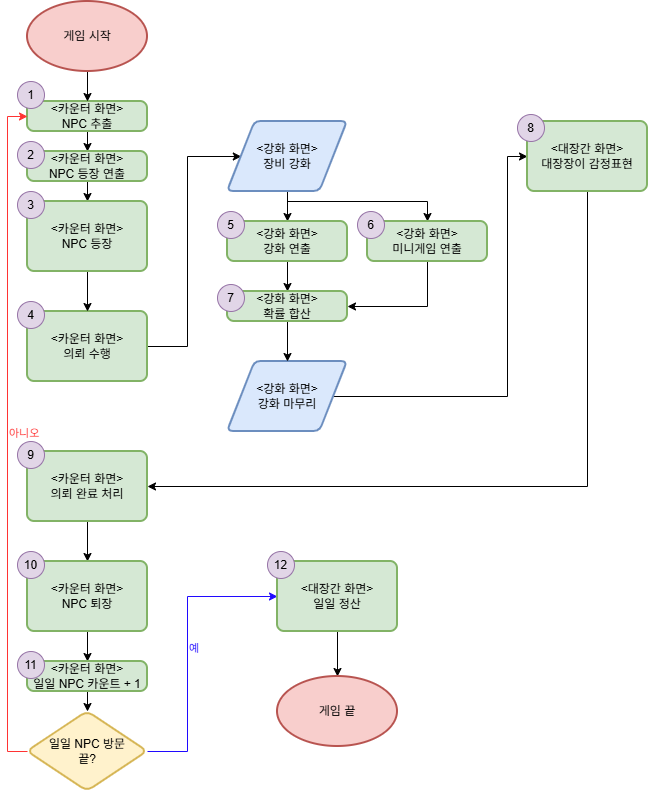 게임 시작
1
<카운터 화면>
NPC 추출
2
<카운터 화면>
NPC 등장 연출
3
<카운터 화면>
NPC 등장
4
<카운터 화면>
의뢰 수행
<강화 화면>
장비 강화
5
<강화 화면>
강화 연출
6
<강화 화면>
미니게임 연출
7
<강화 화면>
확률 합산
<강화 화면>
강화 마무리
8
<대장간 화면>
대장장이 감정표현
아니오
9
<카운터 화면>
의뢰 완료 처리
10
<카운터 화면>
NPC 퇴장
11
<카운터 화면>
일일 NPC 카운트 + 1
일일 NPC 방문
끝?
예
12
<대장간 화면>
일일 정산
게임 끝